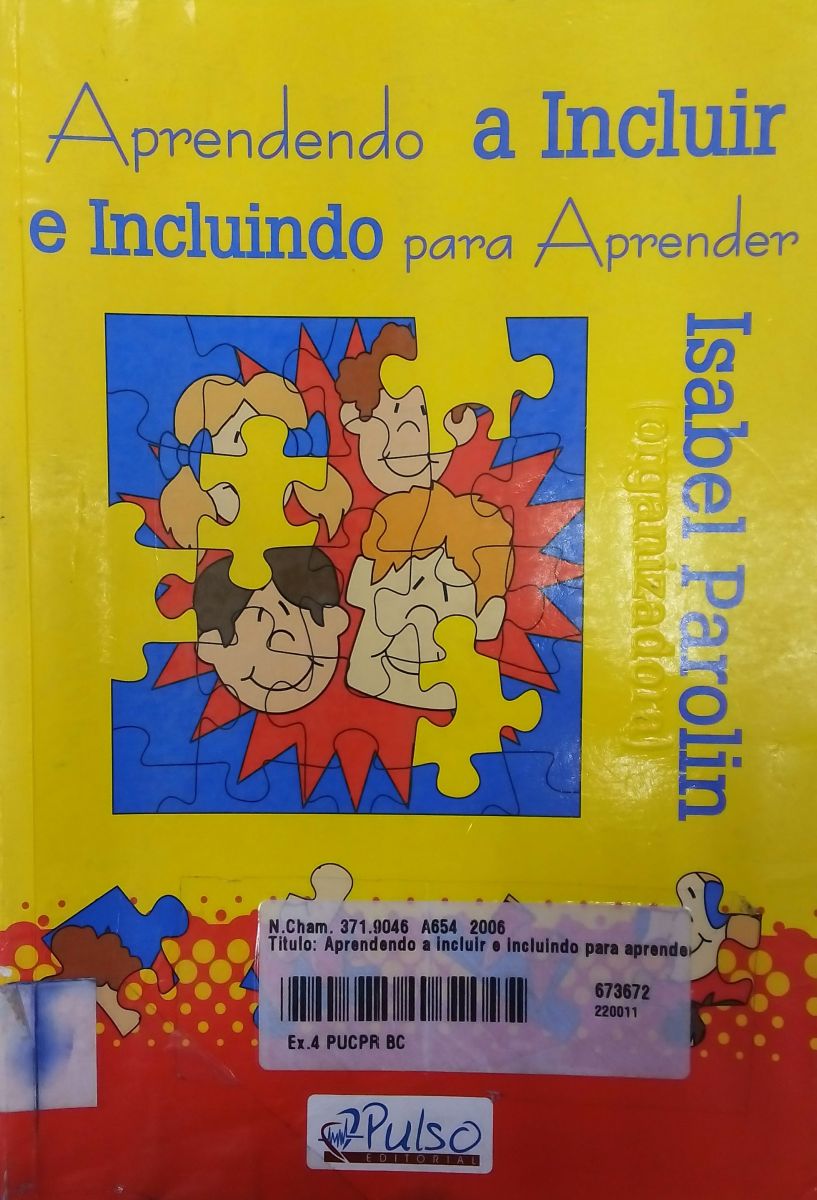 Aprendendo a Incluir
e Incluindo para Aprender
Isabel Parolin
(organizadora)
N.Cham. 371.9046 A654 2006
Título: Aprendendo a incluir e incluindo para aprende
673672
220011
Ex.4 PUCPR BC
Pulso
EDITORIAL